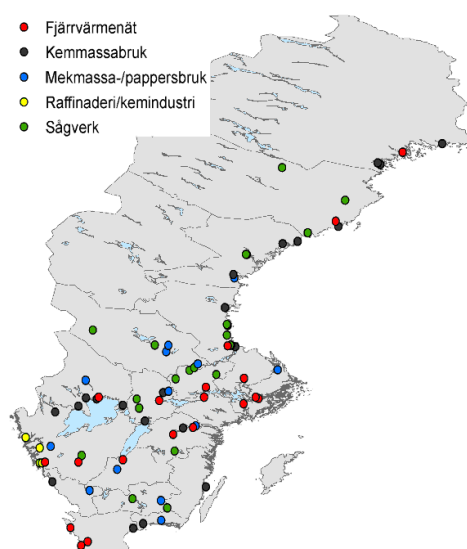 Fjärrvärmenät
Kemmassabruk
Mekmassa-/pappersbruk
Raffinaderi/kemindustri
Sågverk